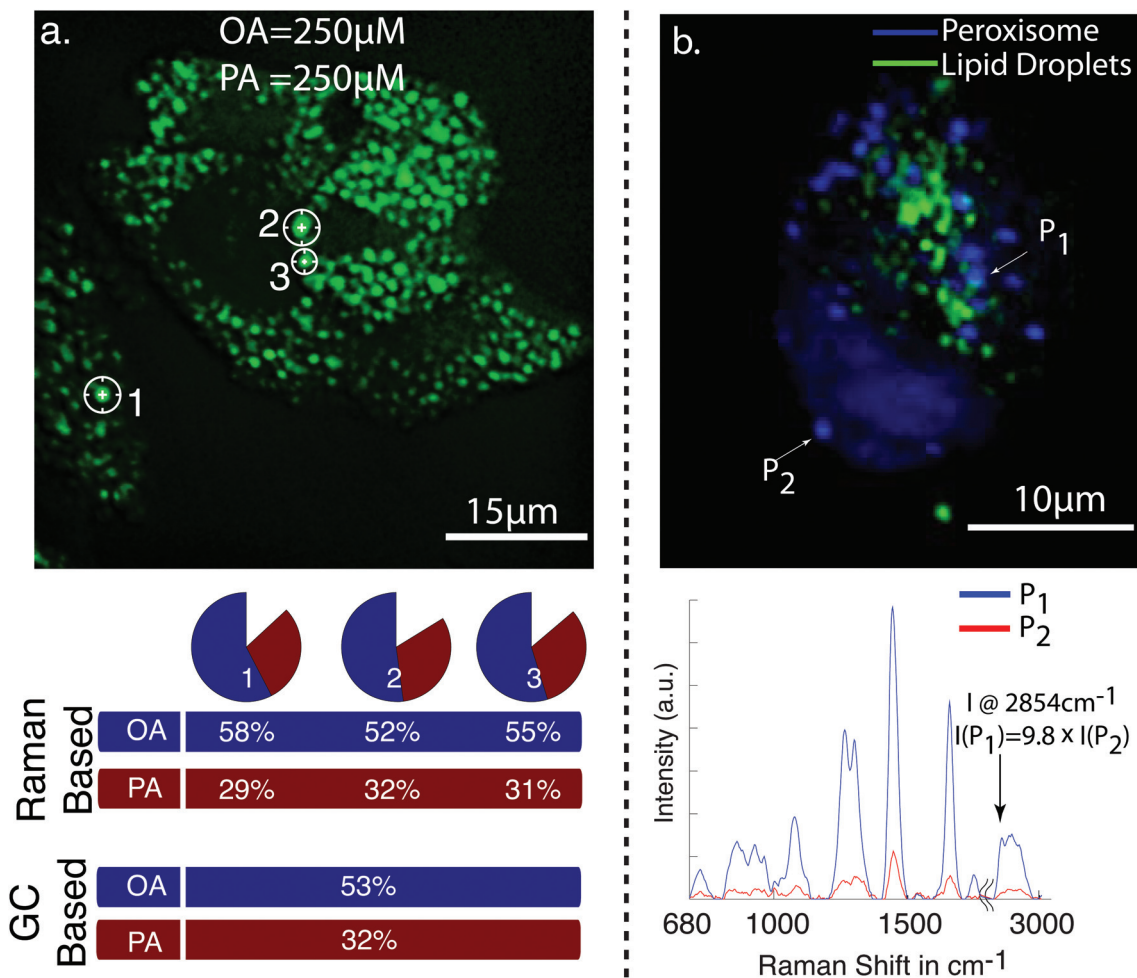 a.
OA=250µM
PA =250µM
2
3
1
15µm
1
2
3
Raman
Based
OA
58%
52%
55%
PA
29%
32%
31%
GC
Based
OA
53%
PA
32%
b.
Peroxisome
Lipid Droplets
P1
P2
10µm
P1
P2
I @ 2854cm-1
I(P1)=9.8 x I(P2)
Intensity (a.u.)
680 1000 1500 3000
Raman Shift in cm-1